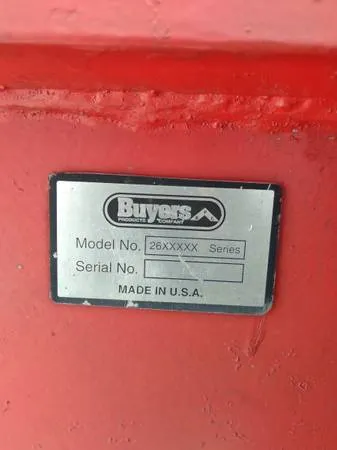 Buyers
PRODUCTS COMPANY
Model No. 26XXXXX Series
Serial No.
MADE IN U.S.A.